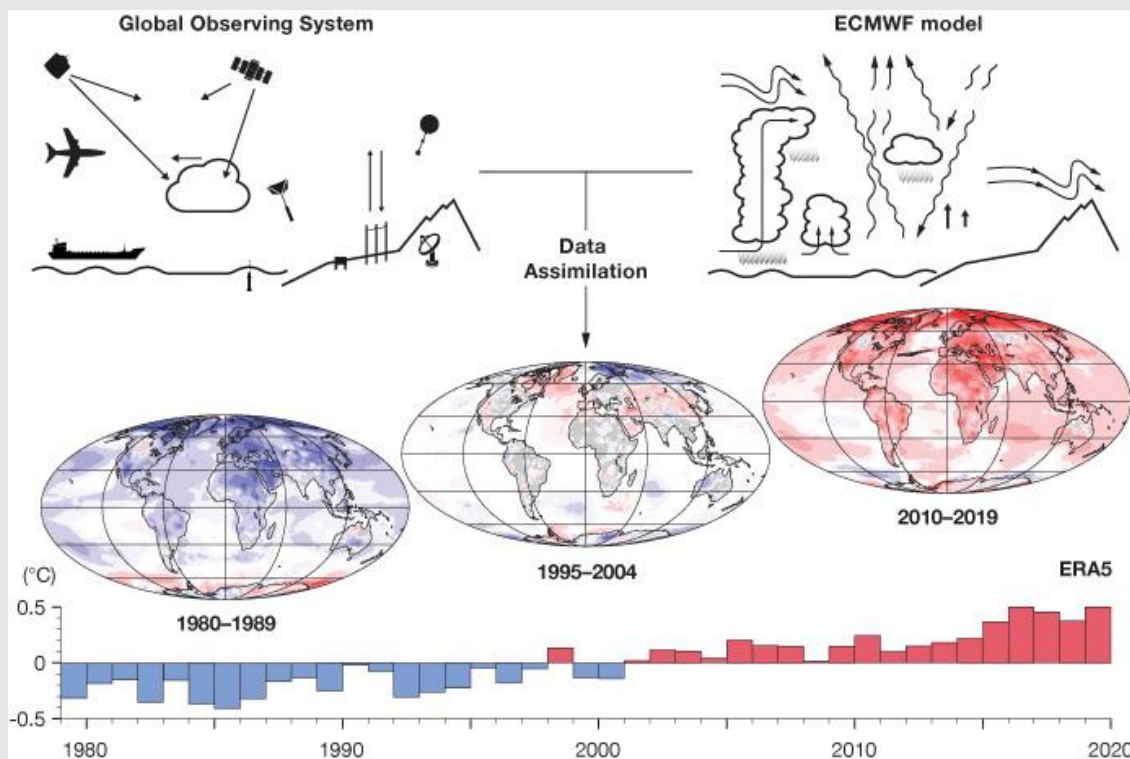 Global Observing System
ECMWF model
Data
Assimilation
2010–2019
1995–2004
1980–1989
ERA5
(°C)
0.5
0
-0.5
1980
1990
2000
2010
2020